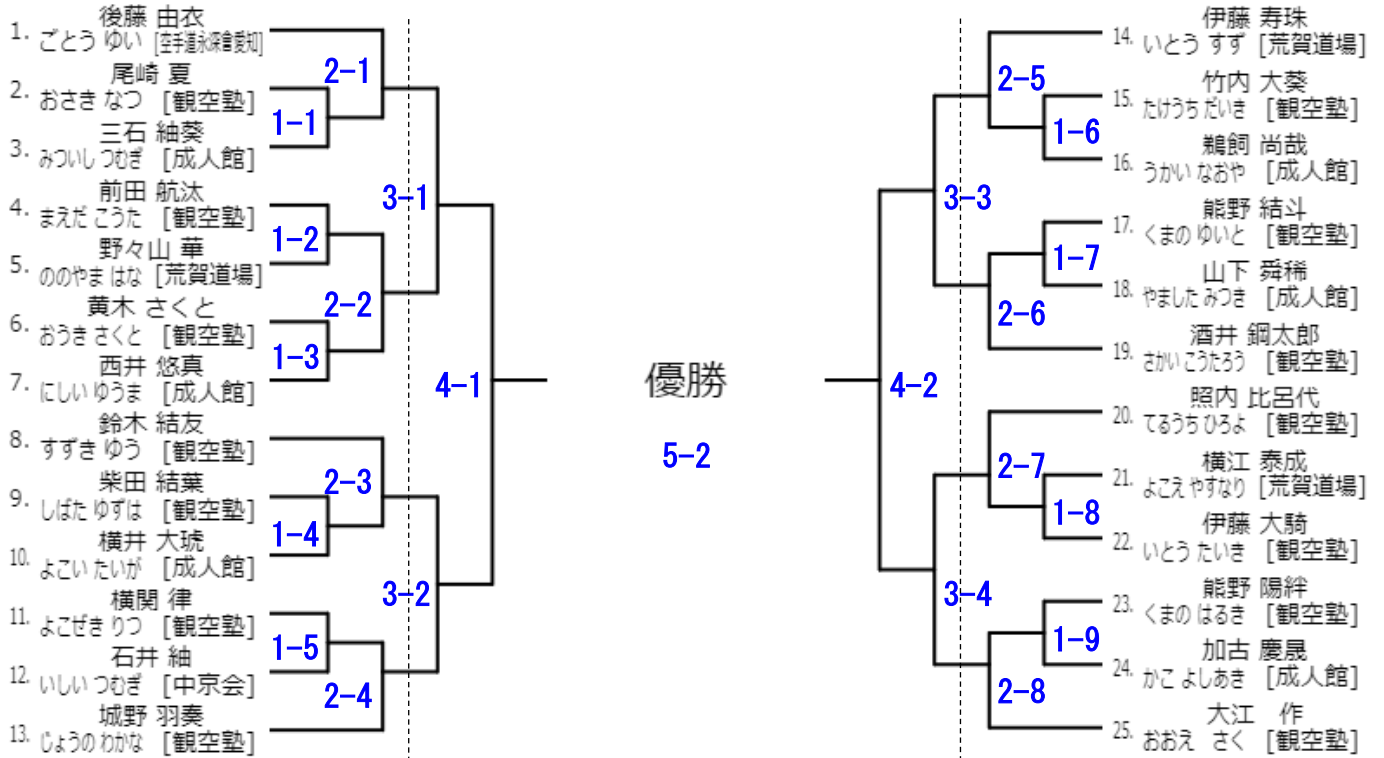 後藤 由衣
1. ごとう ゆい [空手道永深會愛知]
尾崎 夏
2. おさき なつ [観空塾]
三石 紬葵
3. みついし つむぎ [成人館]
前田 航汰
4. まえだ こうた [観空塾]
野々山 華
5. ののやま はな [荒賀道場]
黄木 さくと
6. おうき さくと [観空塾]
西井 悠真
7. にしい ゆうま [成人館]
鈴木 結友
8. すずき ゆう [観空塾]
柴田 結葉
9. しばた ゆずは [観空塾]
横井 大琥
10. よこい たいが [成人館]
横関 律
11. よこぜき りつ [観空塾]
石井 紬
12. いしい つむぎ [中京会]
城野 羽奏
13. じょうの わかな [観空塾]
2-1
1-1
3-1
1-2
2-2
1-3
4-1
2-3
1-4
3-2
1-5
2-4
優勝
5-2
2-5
1-6
3-3
1-7
2-6
4-2
2-7
1-8
3-4
1-9
2-8
伊藤 寿珠
14. いとう すず [荒賀道場]
竹内 大葵
15. たけうち だいき [観空塾]
鵜飼 尚哉
16. うかい なおや [成人館]
熊野 結斗
17. くまの ゆいと [観空塾]
山下 舜稀
18. やました みつき [成人館]
酒井 鋼太郎
19. さかい こうたろう [観空塾]
照内 比呂代
20. てるうち ひろよ [観空塾]
横江 泰成
21. よこえ やすなり [荒賀道場]
伊藤 大騎
22. いとう たいき [観空塾]
熊野 陽絆
23. くまの はるき [観空塾]
加古 慶晟
24. かこ よしあき [成人館]
大江 作
25. おおえ さく [観空塾]